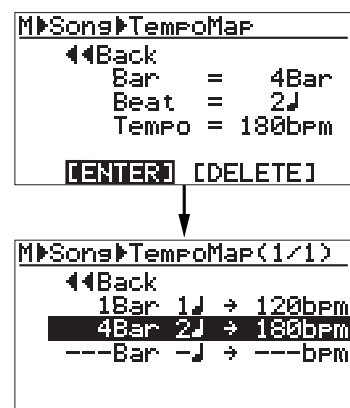 M▶Song▶TempoMap
◀◀Back
Bar = 4Bar
Beat = 2♩
Tempo = 180bpm
[ENTER] [DELETE]
M▶Song▶TempoMap(1/1)
◀◀Back
1Bar 1♩ → 120bpm
4Bar 2♩ → 180bpm
---Bar -♩ → ---bpm